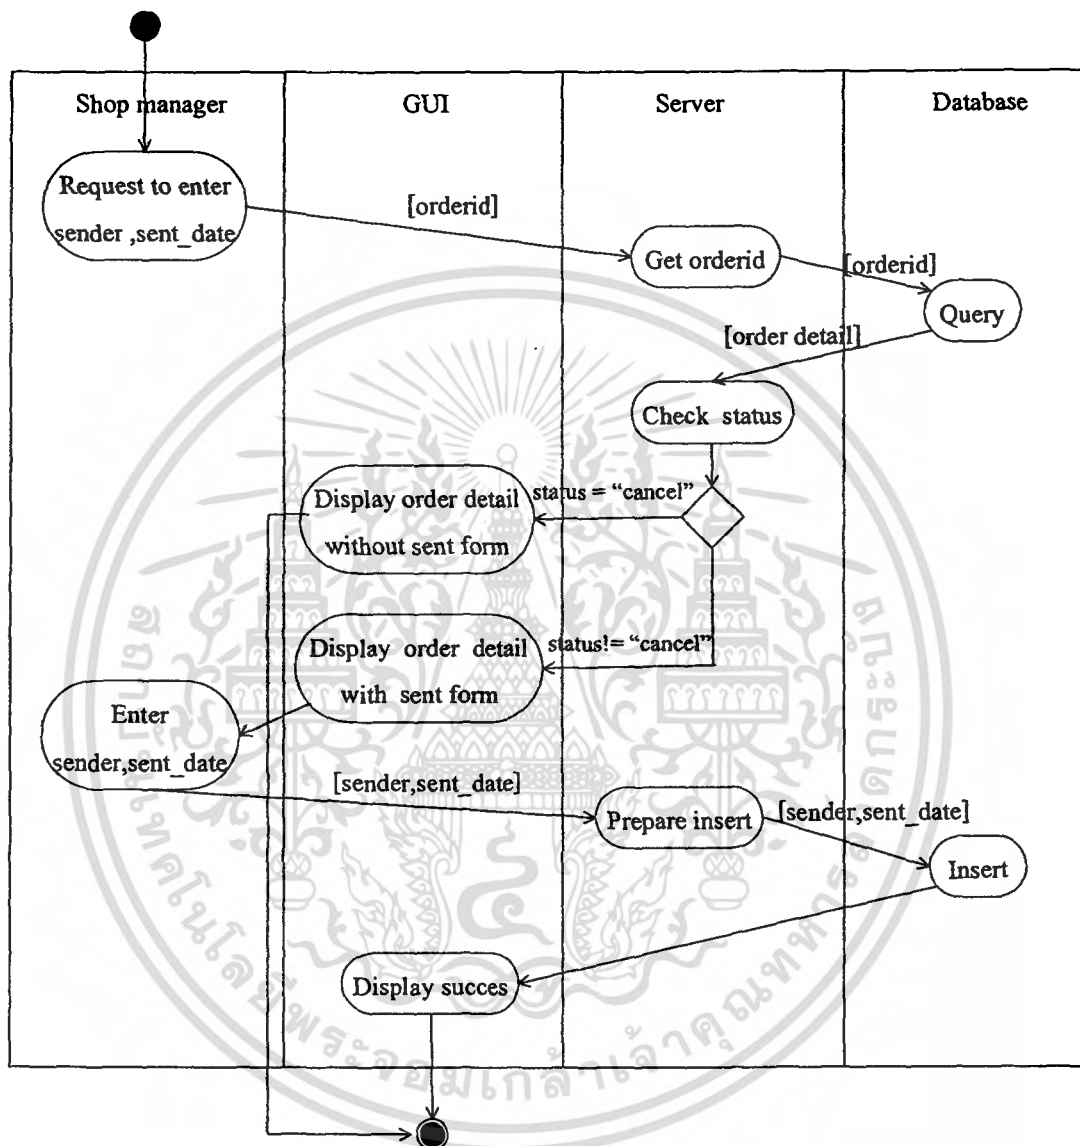 Shop manager
GUI
Server
Database
Request to enter
sender ,sent_date
[orderid]
Get orderid
[orderid]
Query
[order detail]
Check status
status = “cancel”
Display order detail
without sent form
status!= “cancel”
Display order detail
with sent form
Enter
sender,sent_date
[sender,sent_date]
Prepare insert
[sender,sent_date]
Insert
Display succes